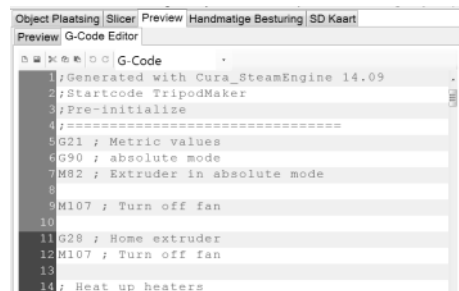 Object Plaatsing Slicer Preview Handmatige Besturing SD Kaart
Preview G-Code Editor
G-Code
1 ;Generated with Cura_SteamEngine 14.09
2 ;Startcode TripodMaker
3 ;Pre-initialize
4 ;================================
5 G21 ; Metric values
6 G90 ; absolute mode
7 M82 ; Extruder in absolute mode
8
9 M107 ; Turn off fan
10
11 G28 ; Home extruder
12 M107 ; Turn off fan
13
14 ; Heat up heaters